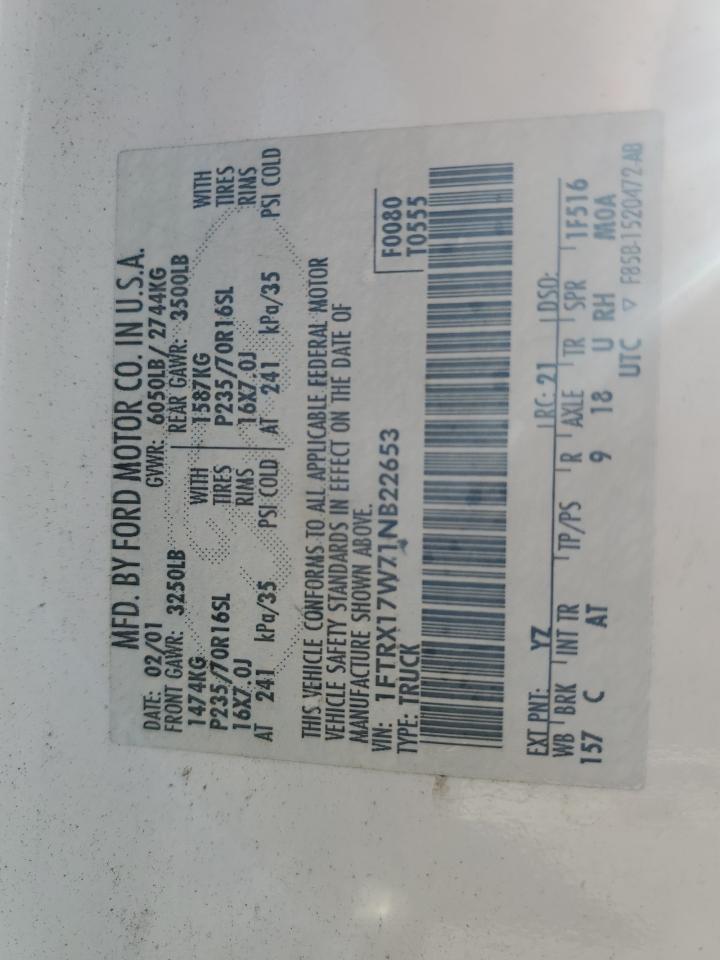 MFD. BY FORD MOTOR CO. IN U.S.A.
DATE: 02/01 GVWR: 6050LB/ 2744KG
FRONT GAWR: 3250LB REAR GAWR: 3500LB
1474KG WITH 1587KG WITH
P235/70R16SL TIRES P235/70R16SL TIRES
16X7.0J RIMS 16X7.0J RIMS
AT 241 kPa/35 PSI COLD AT 241 kPa/35 PSI COLD
THIS VEHICLE CONFORMS TO ALL APPLICABLE FEDERAL MOTOR
VEHICLE SAFETY STANDARDS IN EFFECT ON THE DATE OF
MANUFACTURE SHOWN ABOVE.
VIN: 1FTRX17W71NB22653 F0080
TYPE: TRUCK T0555
EXT PNT: YZ RC: 21 DSO:
WB BRK INT TR TP/PS R AXLE TR SPR 1F516
157 C AT 9 18 U RH MOA
UTC ▽ F85B-1520472-AB